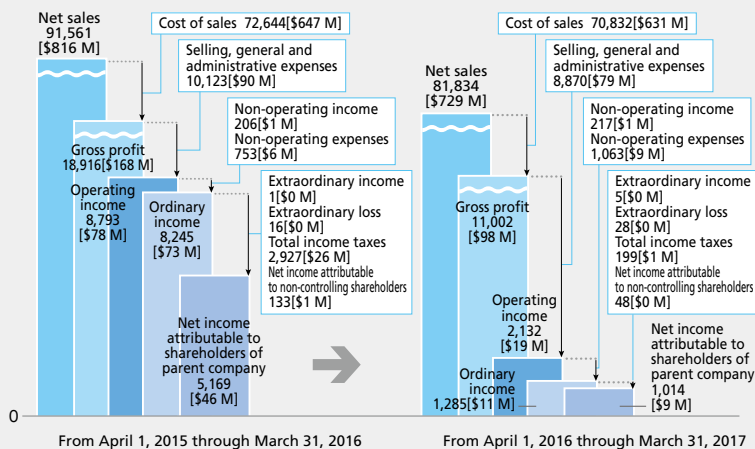 Net sales
91,561
[$816 M]
Cost of sales 72,644[$647 M]
Selling, general and
administrative expenses
10,123[$90 M]
Non-operating income
206[$1 M]
Non-operating expenses
753[$6 M]
Extraordinary income
1[$0 M]
Extraordinary loss
16[$0 M]
Total income taxes
2,927[$26 M]
Net income attributable
to non-controlling shareholders
133[$1 M]
Gross profit
18,916[$168 M]
Operating
income
8,793
[$78 M]
Ordinary
income
8,245
[$73 M]
Net income
attributable to
shareholders of
parent company
5,169
[$46 M]
0
From April 1, 2015 through March 31, 2016
Net sales
81,834
[$729 M]
Cost of sales 70,832[$631 M]
Selling, general and
administrative expenses
8,870[$79 M]
Non-operating income
217[$1 M]
Non-operating expenses
1,063[$9 M]
Extraordinary income
5[$0 M]
Extraordinary loss
28[$0 M]
Total income taxes
199[$1 M]
Net income attributable
to non-controlling shareholders
48[$0 M]
Gross profit
11,002
[$98 M]
Operating
income
2,132
[$19 M]
Ordinary
income
1,285[$11 M]
Net income
attributable to
shareholders of
parent company
1,014
[$9 M]
From April 1, 2016 through March 31, 2017